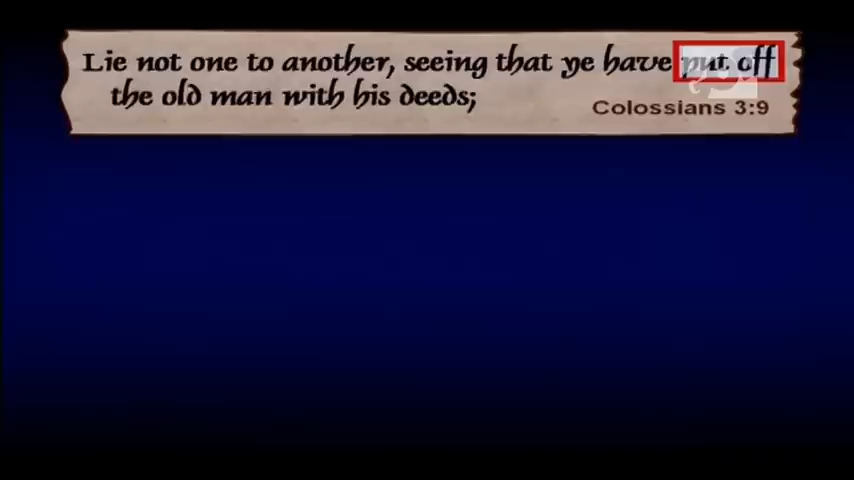 Lie not one to another, seeing that ye have put off
the old man with his deeds;
Colossians 3:9